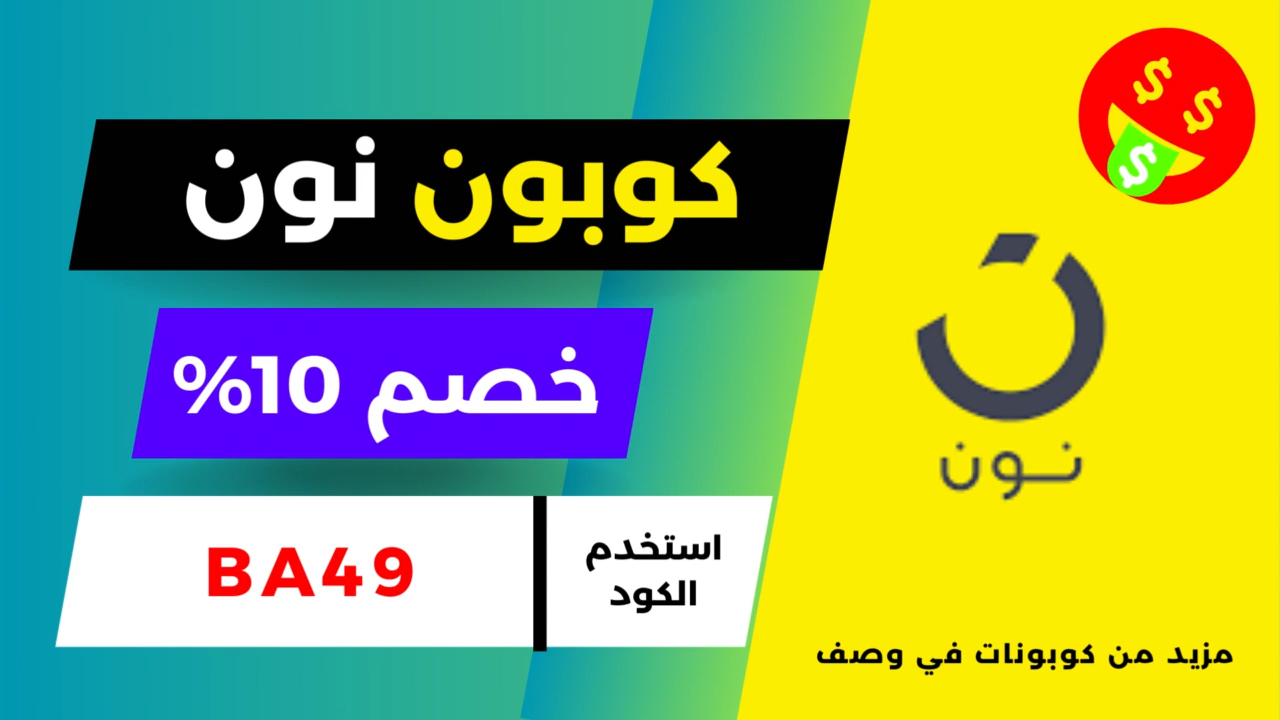 كوبون نون
خصم 10%
استخدم
الكود
BA49
نون
مزيد من كوبونات في وصف